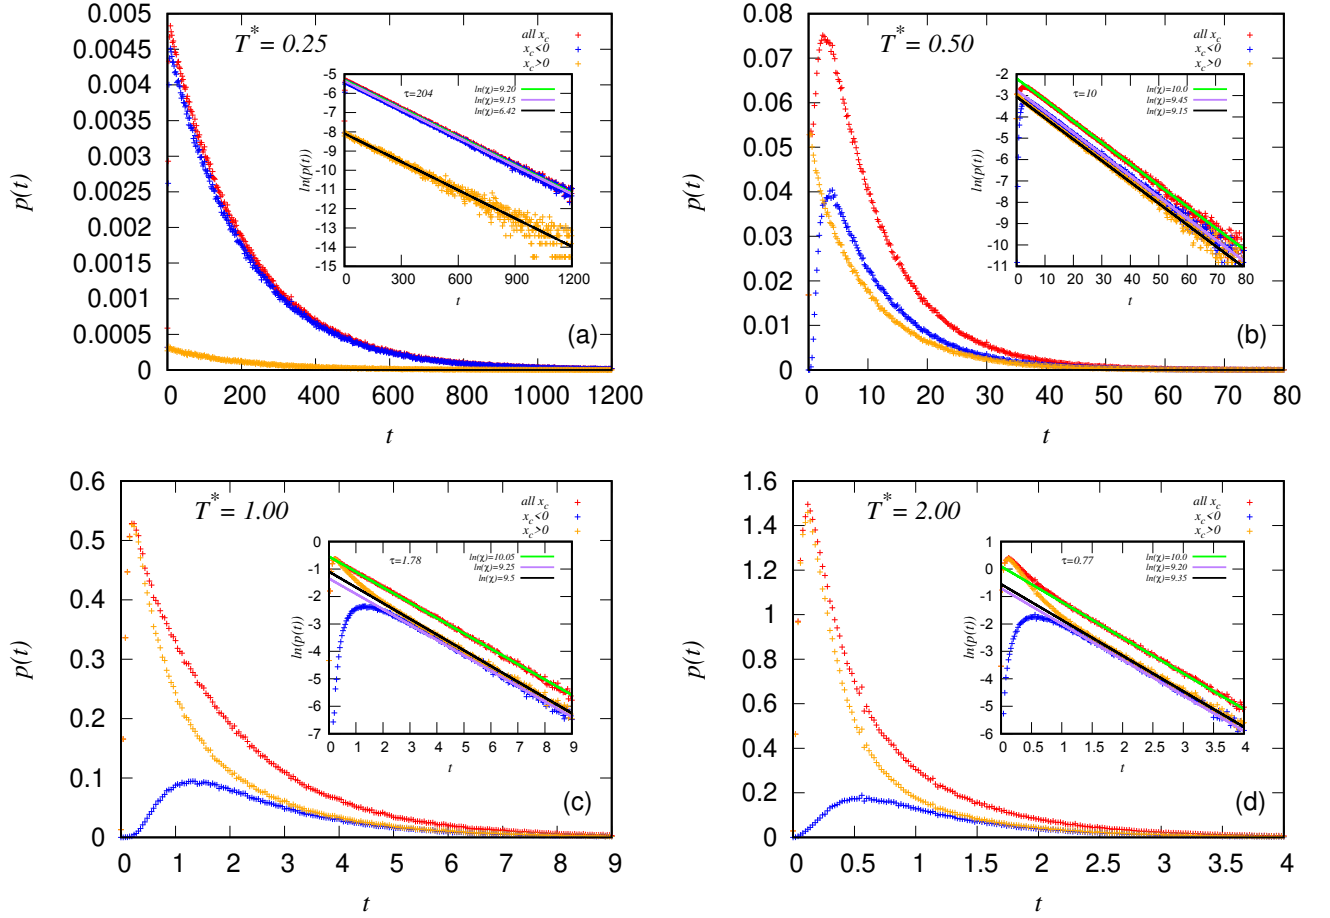 T* = 0.25
all x_c
x_c<0
x_c>0
p(t)
0.005
0.0045
0.004
0.0035
0.003
0.0025
0.002
0.0015
0.001
0.0005
0
0 200 400 600 800 1000 1200
t
(a)
τ=204
ln(χ)=9.20
ln(χ)=9.15
ln(χ)=6.42
ln(p(t))
-5
-6
-7
-8
-9
-10
-11
-12
-13
-14
-15
0 300 600 900 1200
t
T* = 0.50
all x_c
x_c<0
x_c>0
p(t)
0.08
0.07
0.06
0.05
0.04
0.03
0.02
0.01
0
0 10 20 30 40 50 60 70 80
t
(b)
τ=10
ln(χ)=10.0
ln(χ)=9.45
ln(χ)=9.15
ln(p(t))
-2
-3
-4
-5
-6
-7
-8
-9
-10
-11
0 10 20 30 40 50 60 70 80
t
T* = 1.00
all x_c
x_c<0
x_c>0
p(t)
0.6
0.5
0.4
0.3
0.2
0.1
0
0 1 2 3 4 5 6 7 8 9
t
(c)
τ=1.78
ln(χ)=10.05
ln(χ)=9.25
ln(χ)=9.5
ln(p(t))
0
-1
-2
-3
-4
-5
-6
-7
0 1 2 3 4 5 6 7 8 9
t
T* = 2.00
all x_c
x_c<0
x_c>0
p(t)
1.6
1.4
1.2
1
0.8
0.6
0.4
0.2
0
0 0.5 1 1.5 2 2.5 3 3.5 4
t
(d)
τ=0.77
ln(χ)=10.0
ln(χ)=9.20
ln(χ)=9.35
ln(p(t))
1
0
-1
-2
-3
-4
-5
-6
0 0.5 1 1.5 2 2.5 3 3.5 4
t